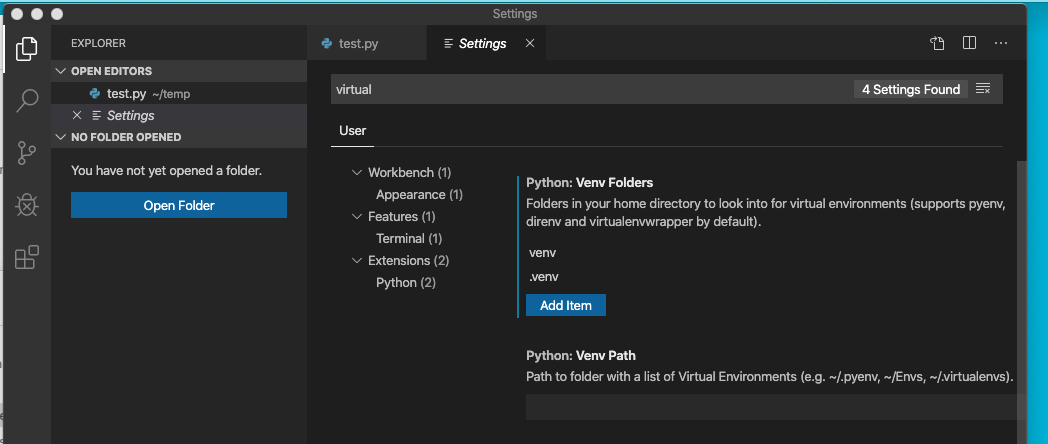 Settings
EXPLORER
OPEN EDITORS
test.py ~/temp
Settings
NO FOLDER OPENED
You have not yet opened a folder.
Open Folder
test.py
Settings
virtual
4 Settings Found
User
Workbench (1)
Appearance (1)
Features (1)
Terminal (1)
Extensions (2)
Python (2)
Python: Venv Folders
Folders in your home directory to look into for virtual environments (supports pyenv,
direnv and virtualenvwrapper by default).
venv
.venv
Add Item
Python: Venv Path
Path to folder with a list of Virtual Environments (e.g. ~/.pyenv, ~/Envs, ~/.virtualenvs).